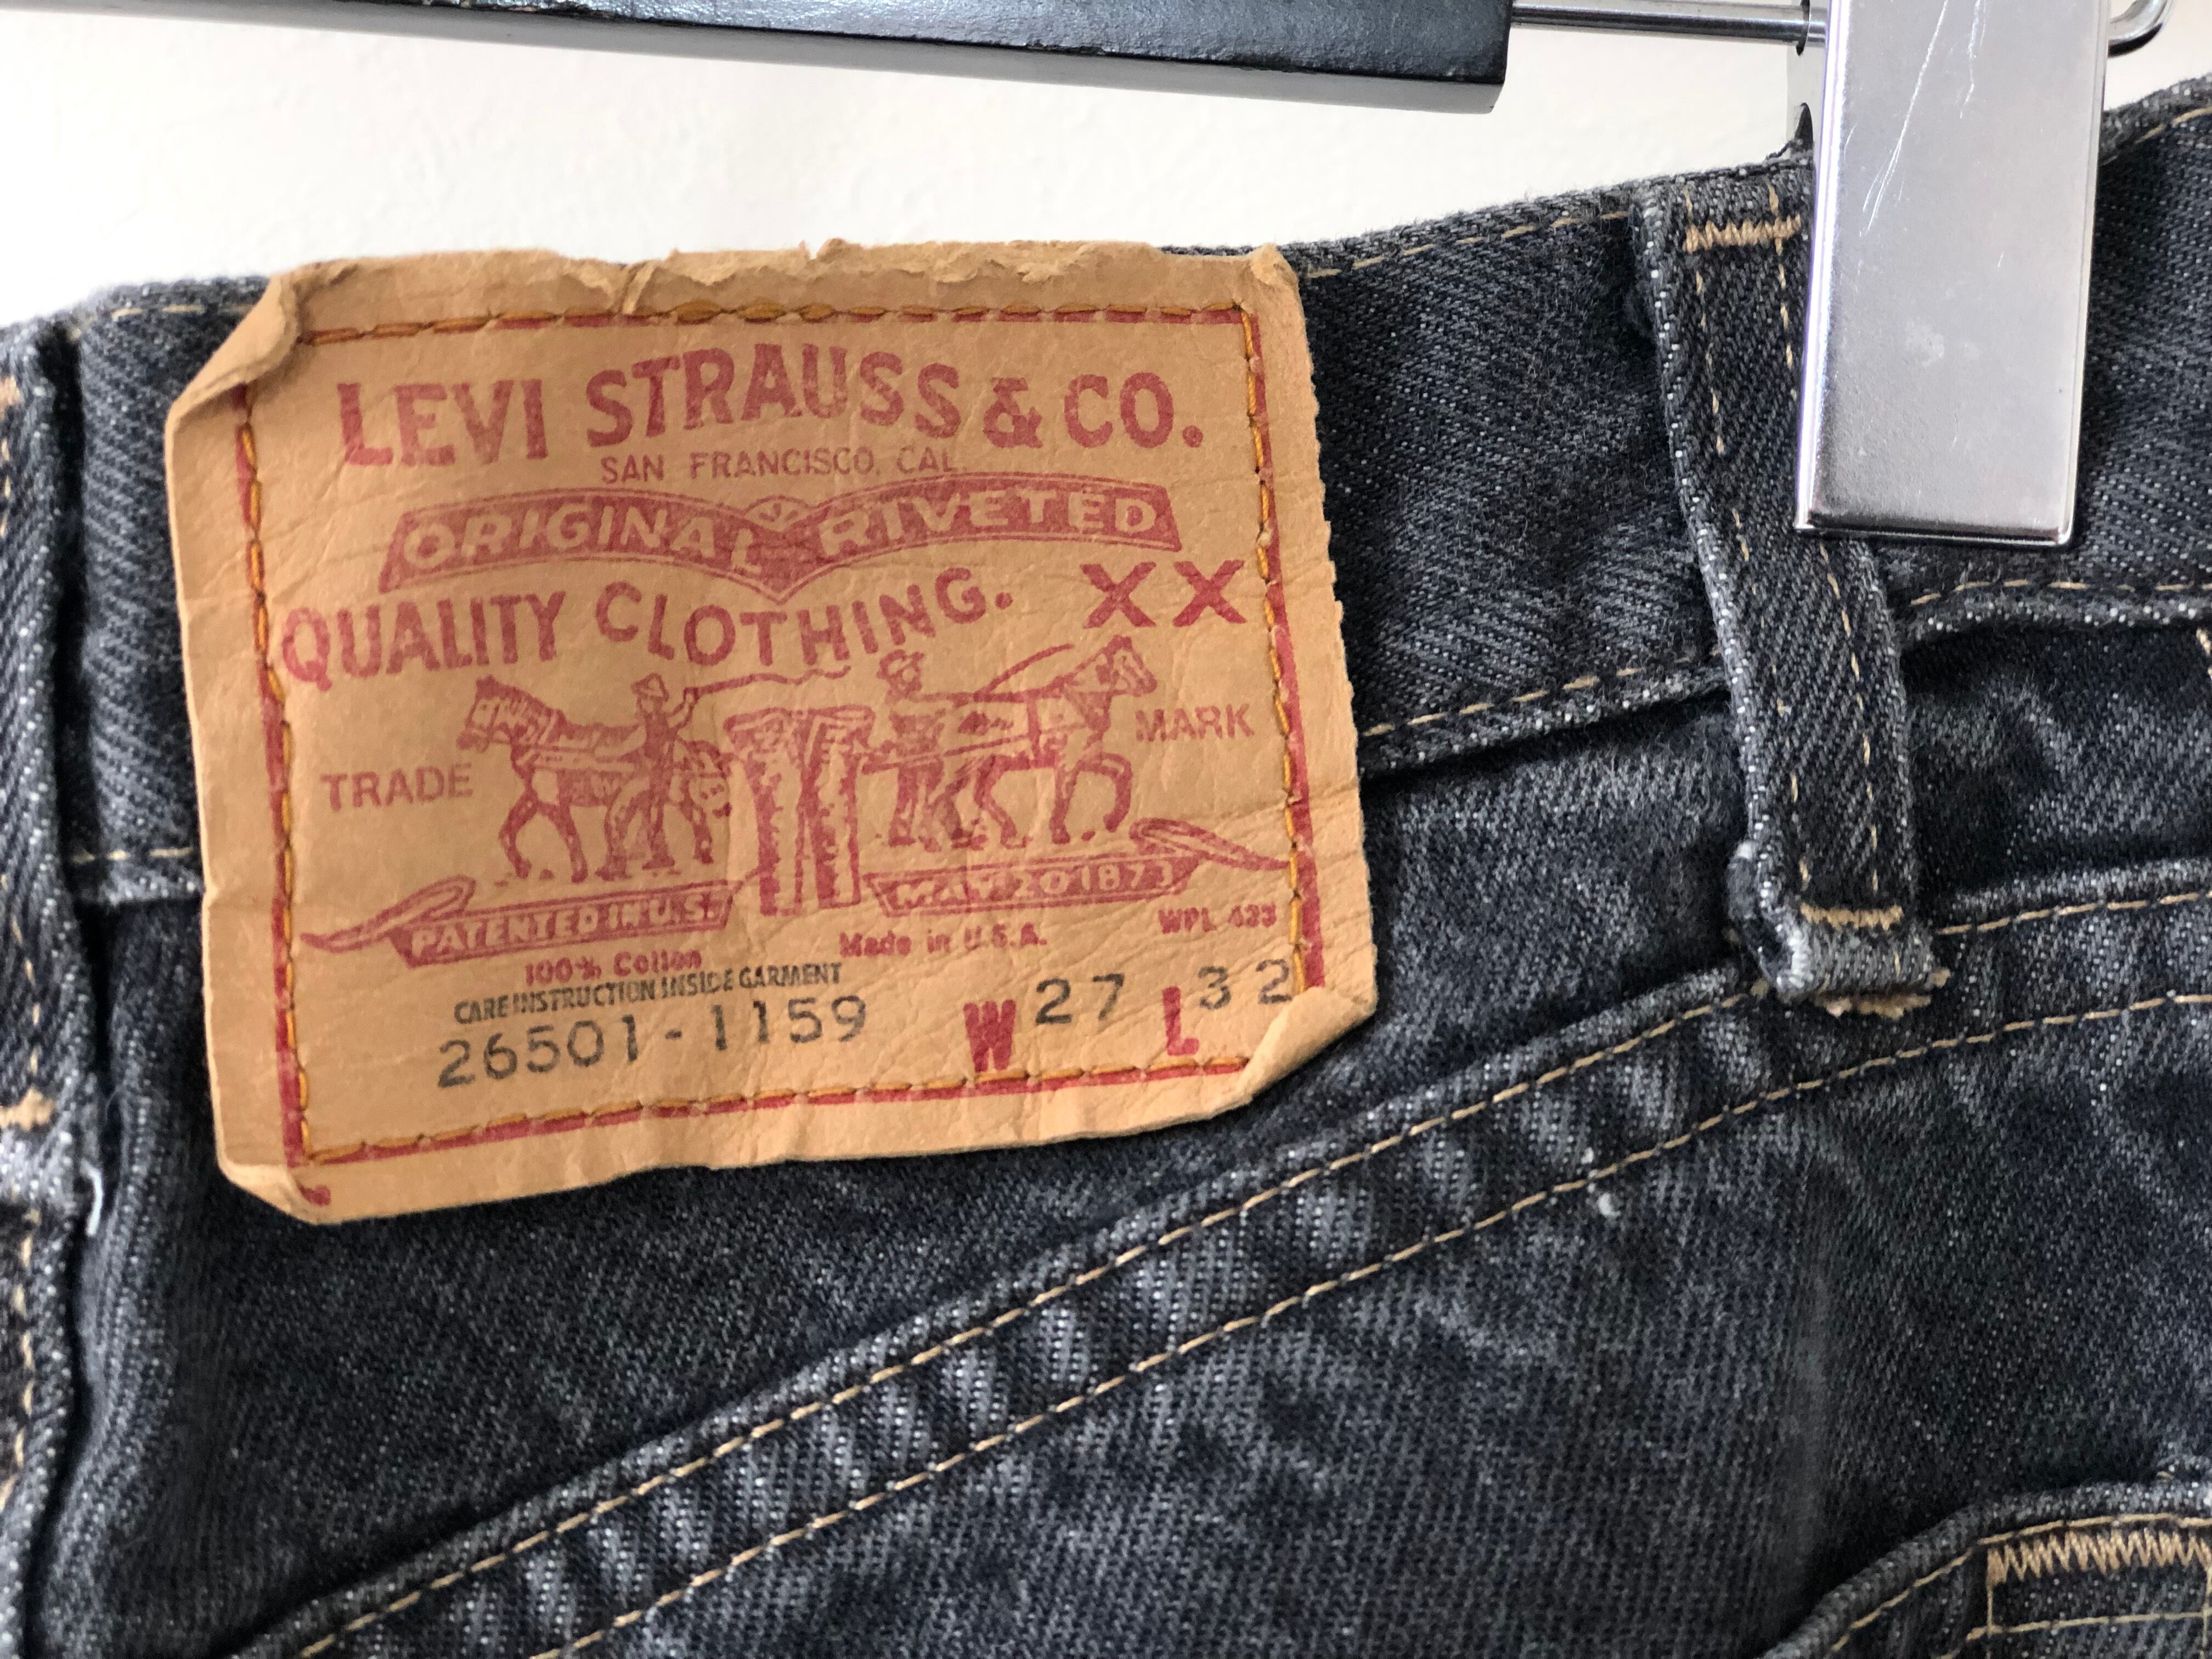 LEVI STRAUSS & CO.
SAN FRANCISCO, CAL.
ORIGINAL RIVETED
QUALITY CLOTHING. XX
TRADE MARK
PATENTED IN U.S. MAY 20 1873
100% Cotton Made in U.S.A. WPL 423
CARE INSTRUCTION INSIDE GARMENT
26501-1159 W 27 L 32